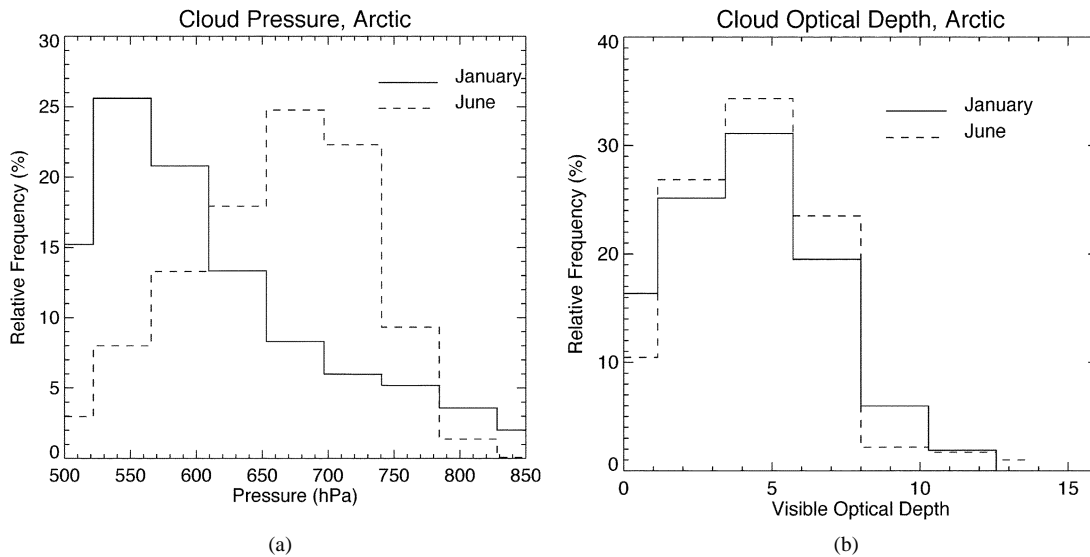 Cloud Pressure, Arctic
30
25
20
15
10
5
0
Relative Frequency (%)
January
June
500 550 600 650 700 750 800 850
Pressure (hPa)
(a)
Cloud Optical Depth, Arctic
40
30
20
10
0
Relative Frequency (%)
January
June
0 5 10 15
Visible Optical Depth
(b)